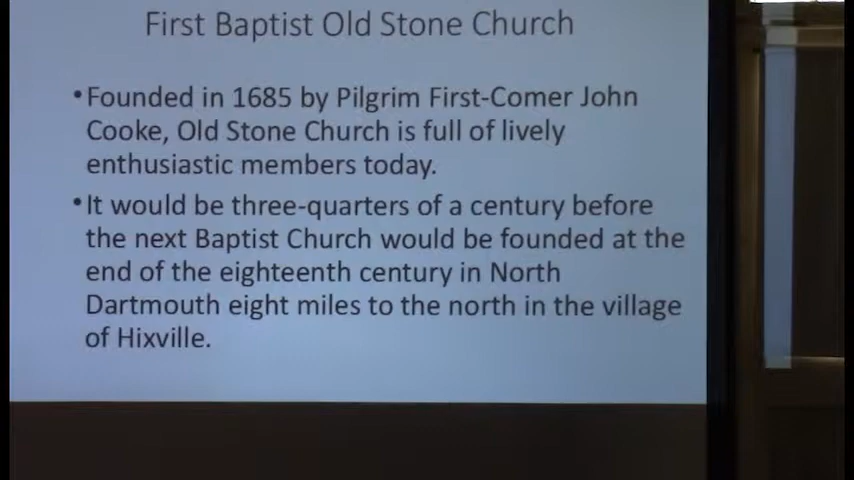 First Baptist Old Stone Church
•Founded in 1685 by Pilgrim First-Comer John
Cooke, Old Stone Church is full of lively
enthusiastic members today.
•It would be three-quarters of a century before
the next Baptist Church would be founded at the
end of the eighteenth century in North
Dartmouth eight miles to the north in the village
of Hixville.